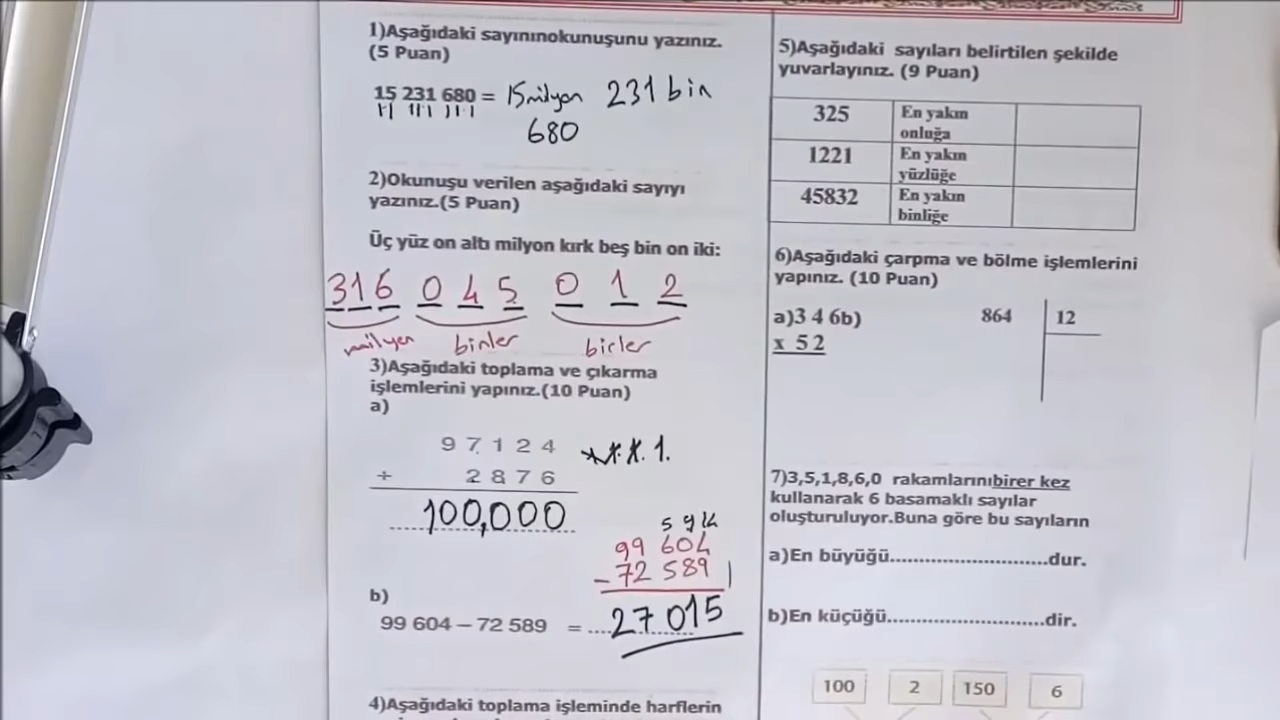 1)Aşağıdaki sayınınokunuşunu yazınız.
(5 Puan)
15 231 680 = 15 milyon 231 bin
680
2)Okunuşu verilen aşağıdaki sayıyı
yazınız.(5 Puan)
Üç yüz on altı milyon kırk beş bin on iki:
316 045 012
milyon binler birler
3)Aşağıdaki toplama ve çıkarma
işlemlerini yapınız.(10 Puan)
a)
97124
+ 2876
100,000
5 9 14
99 604
- 72 589
27 015
b)
99 604 – 72 589 = ............
4)Aşağıdaki toplama işleminde harflerin
5)Aşağıdaki sayıları belirtilen şekilde
yuvarlayınız. (9 Puan)
325 En yakın
onluğa
1221 En yakın
yüzlüğe
45832 En yakın
binliğe
6)Aşağıdaki çarpma ve bölme işlemlerini
yapınız. (10 Puan)
a)3 4 6b) 864 12
x 52
7)3,5,1,8,6,0 rakamlarınıbirer kez
kullanarak 6 basamaklı sayılar
oluşturuluyor.Buna göre bu sayıların
a)En büyüğü............................dur.
b)En küçüğü............................dir.
100 2 150 6